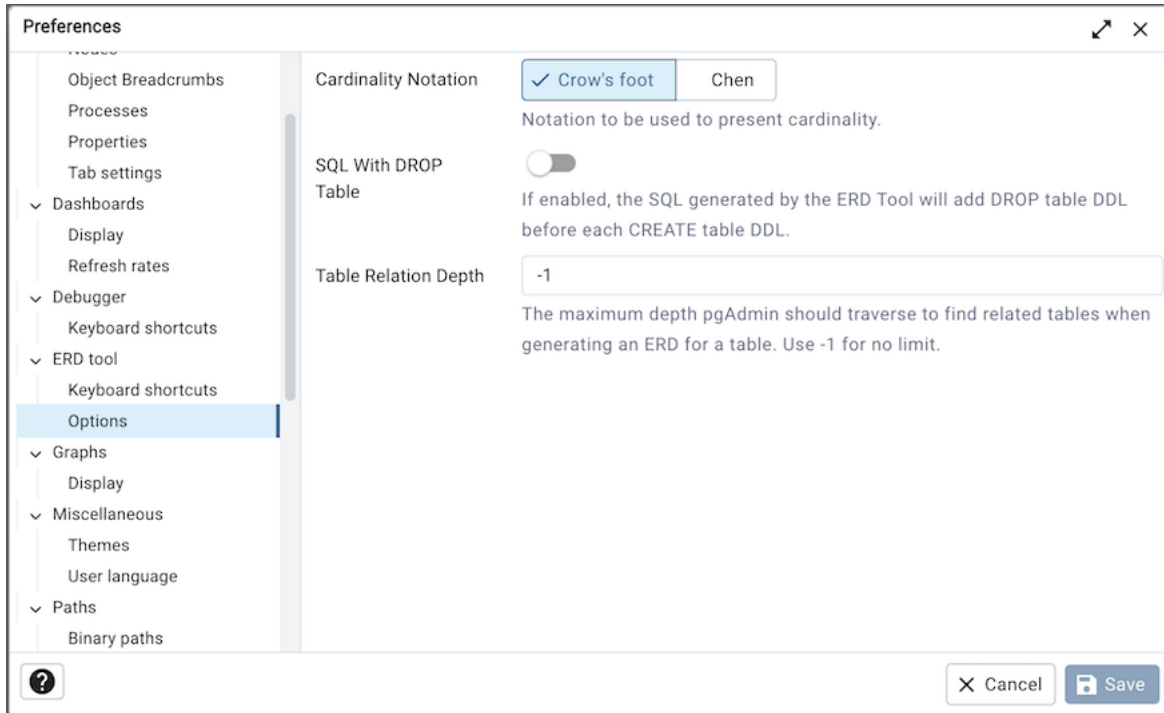 Preferences
Object Breadcrumbs
Processes
Properties
Tab settings
Dashboards
Display
Refresh rates
Debugger
Keyboard shortcuts
ERD tool
Keyboard shortcuts
Options
Graphs
Display
Miscellaneous
Themes
User language
Paths
Binary paths
Cardinality Notation
Crow's foot
Chen
Notation to be used to present cardinality.
SQL With DROP
Table
If enabled, the SQL generated by the ERD Tool will add DROP table DDL
before each CREATE table DDL.
Table Relation Depth
-1
The maximum depth pgAdmin should traverse to find related tables when
generating an ERD for a table. Use -1 for no limit.
?
Cancel
Save